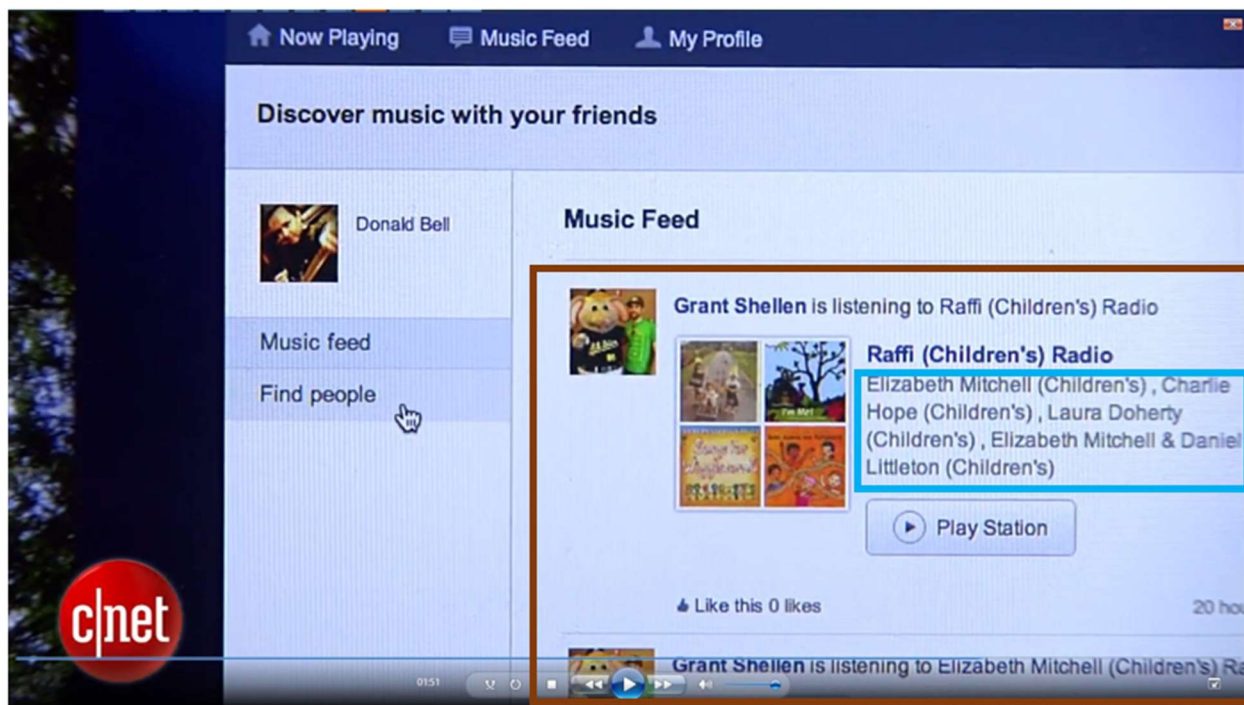 Now Playing
Music Feed
My Profile
Discover music with your friends
Donald Bell
Music Feed
Music feed
Find people
Grant Shellen is listening to Raffi (Children's) Radio
Raffi (Children's) Radio
Elizabeth Mitchell (Children's) , Charlie
Hope (Children's) , Laura Doherty
(Children's) , Elizabeth Mitchell & Daniel
Littleton (Children's)
I'm Me!
Play Station
Like this 0 likes
20 hou
Grant Shellen is listening to Elizabeth Mitchell (Children's) Ra
c|net
01:51